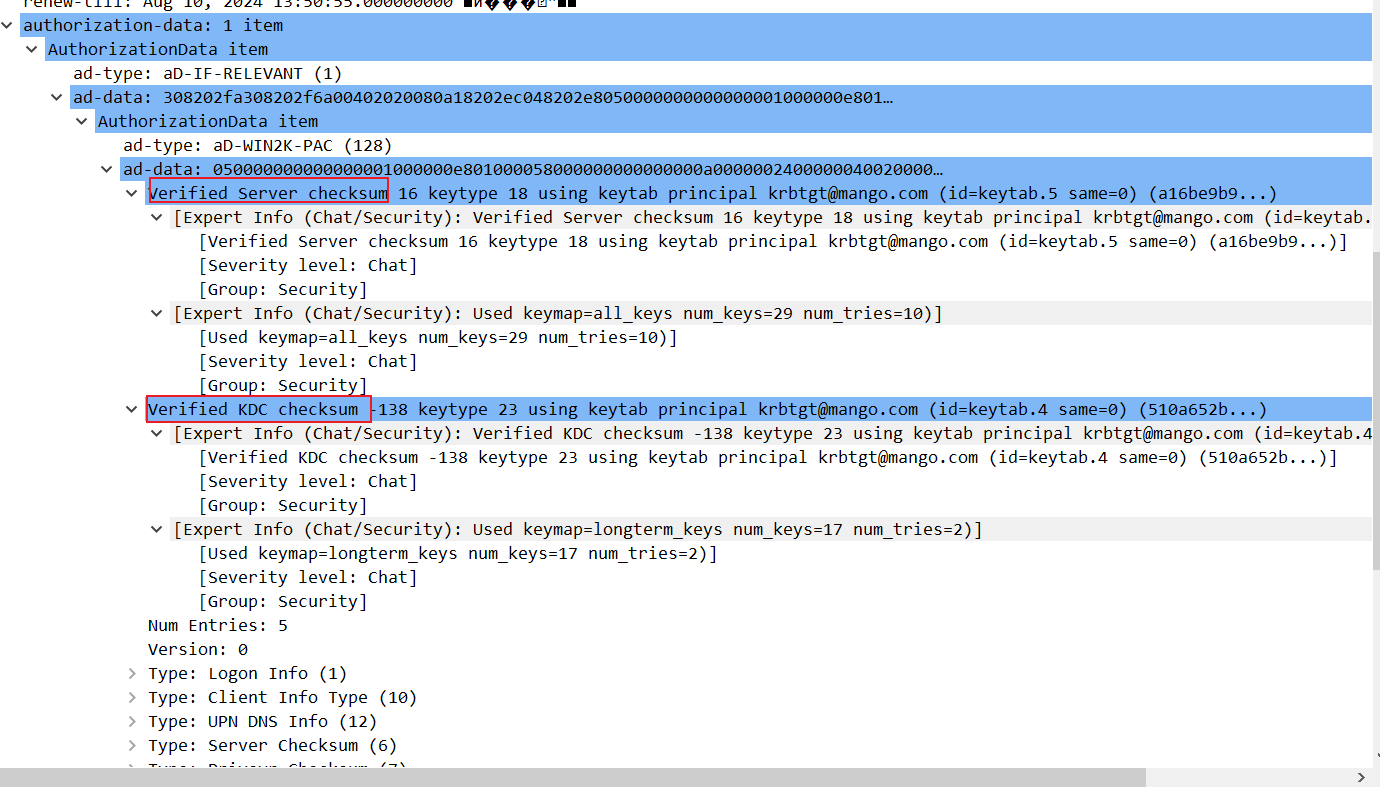 renew-till: Aug 10, 2024 13:50:55.000000000
authorization-data: 1 item
AuthorizationData item
ad-type: aD-IF-RELEVANT (1)
ad-data: 308202fa308202f6a00402020080a18202ec048202e80500000000000000001000000e801…
AuthorizationData item
ad-type: aD-WIN2K-PAC (128)
ad-data: 0500000000000000001000000e8010000580000000000000000a0000002400000040020000…
Verified Server checksum 16 keytype 18 using keytab principal krbtgt@mango.com (id=keytab.5 same=0) (a16be9b9...)
[Expert Info (Chat/Security): Verified Server checksum 16 keytype 18 using keytab principal krbtgt@mango.com (id=keytab.
[Verified Server checksum 16 keytype 18 using keytab principal krbtgt@mango.com (id=keytab.5 same=0) (a16be9b9...)]
[Severity level: Chat]
[Group: Security]
[Expert Info (Chat/Security): Used keymap=all_keys num_keys=29 num_tries=10)]
[Used keymap=all_keys num_keys=29 num_tries=10)]
[Severity level: Chat]
[Group: Security]
Verified KDC checksum -138 keytype 23 using keytab principal krbtgt@mango.com (id=keytab.4 same=0) (510a652b...)
[Expert Info (Chat/Security): Verified KDC checksum -138 keytype 23 using keytab principal krbtgt@mango.com (id=keytab.4
[Verified KDC checksum -138 keytype 23 using keytab principal krbtgt@mango.com (id=keytab.4 same=0) (510a652b...)]
[Severity level: Chat]
[Group: Security]
[Expert Info (Chat/Security): Used keymap=longterm_keys num_keys=17 num_tries=2)]
[Used keymap=longterm_keys num_keys=17 num_tries=2)]
[Severity level: Chat]
[Group: Security]
Num Entries: 5
Version: 0
Type: Logon Info (1)
Type: Client Info Type (10)
Type: UPN DNS Info (12)
Type: Server Checksum (6)
Type: Privsvr Checksum (7)